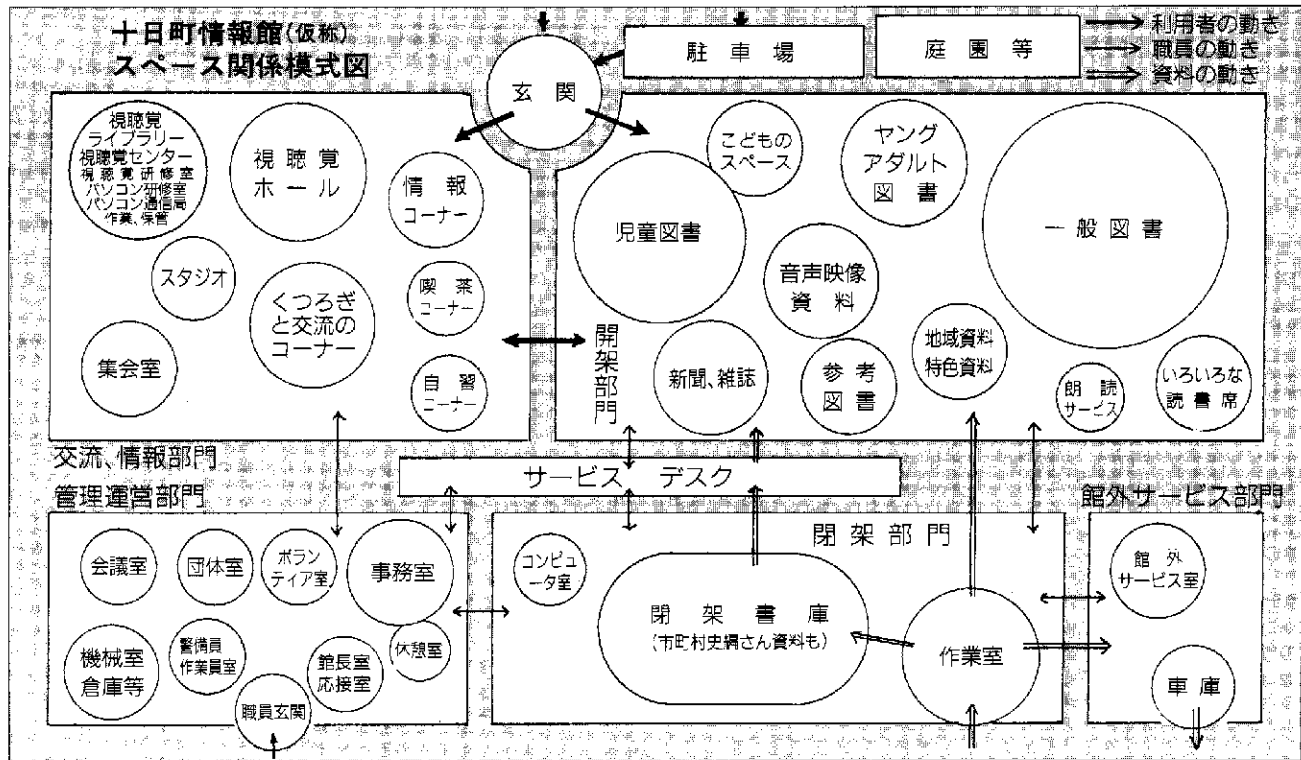 十日町情報館(仮称)
スペース関係模式図
玄関
駐車場
庭園等
利用者の動き
職員の動き
資料の動き
視聴覚
ライブラリー
視聴覚センター
視聴覚研修室
パソコン研修室
パソコン通信局
作業、保管
視聴覚
ホール
情報
コーナー
スタジオ
くつろぎ
と交流の
コーナー
喫茶
コーナー
集会室
自習
コーナー
交流、情報部門
こどもの
スペース
ヤング
アダルト
図書
一般図書
児童図書
音声映像
資料
開架部門
新聞、雑誌
参考
図書
地域資料
特色資料
朗読
サービス
いろいろな
読書席
サービス デスク
管理運営部門
会議室
団体室
ボラン
ティア室
事務室
機械室
倉庫等
警備員
作業員室
館長室
応接室
休憩室
職員玄関
閉架部門
コンピュ
ータ室
閉架書庫
(市町村史編さん資料も)
作業室
館外サービス部門
館外
サービス室
車庫